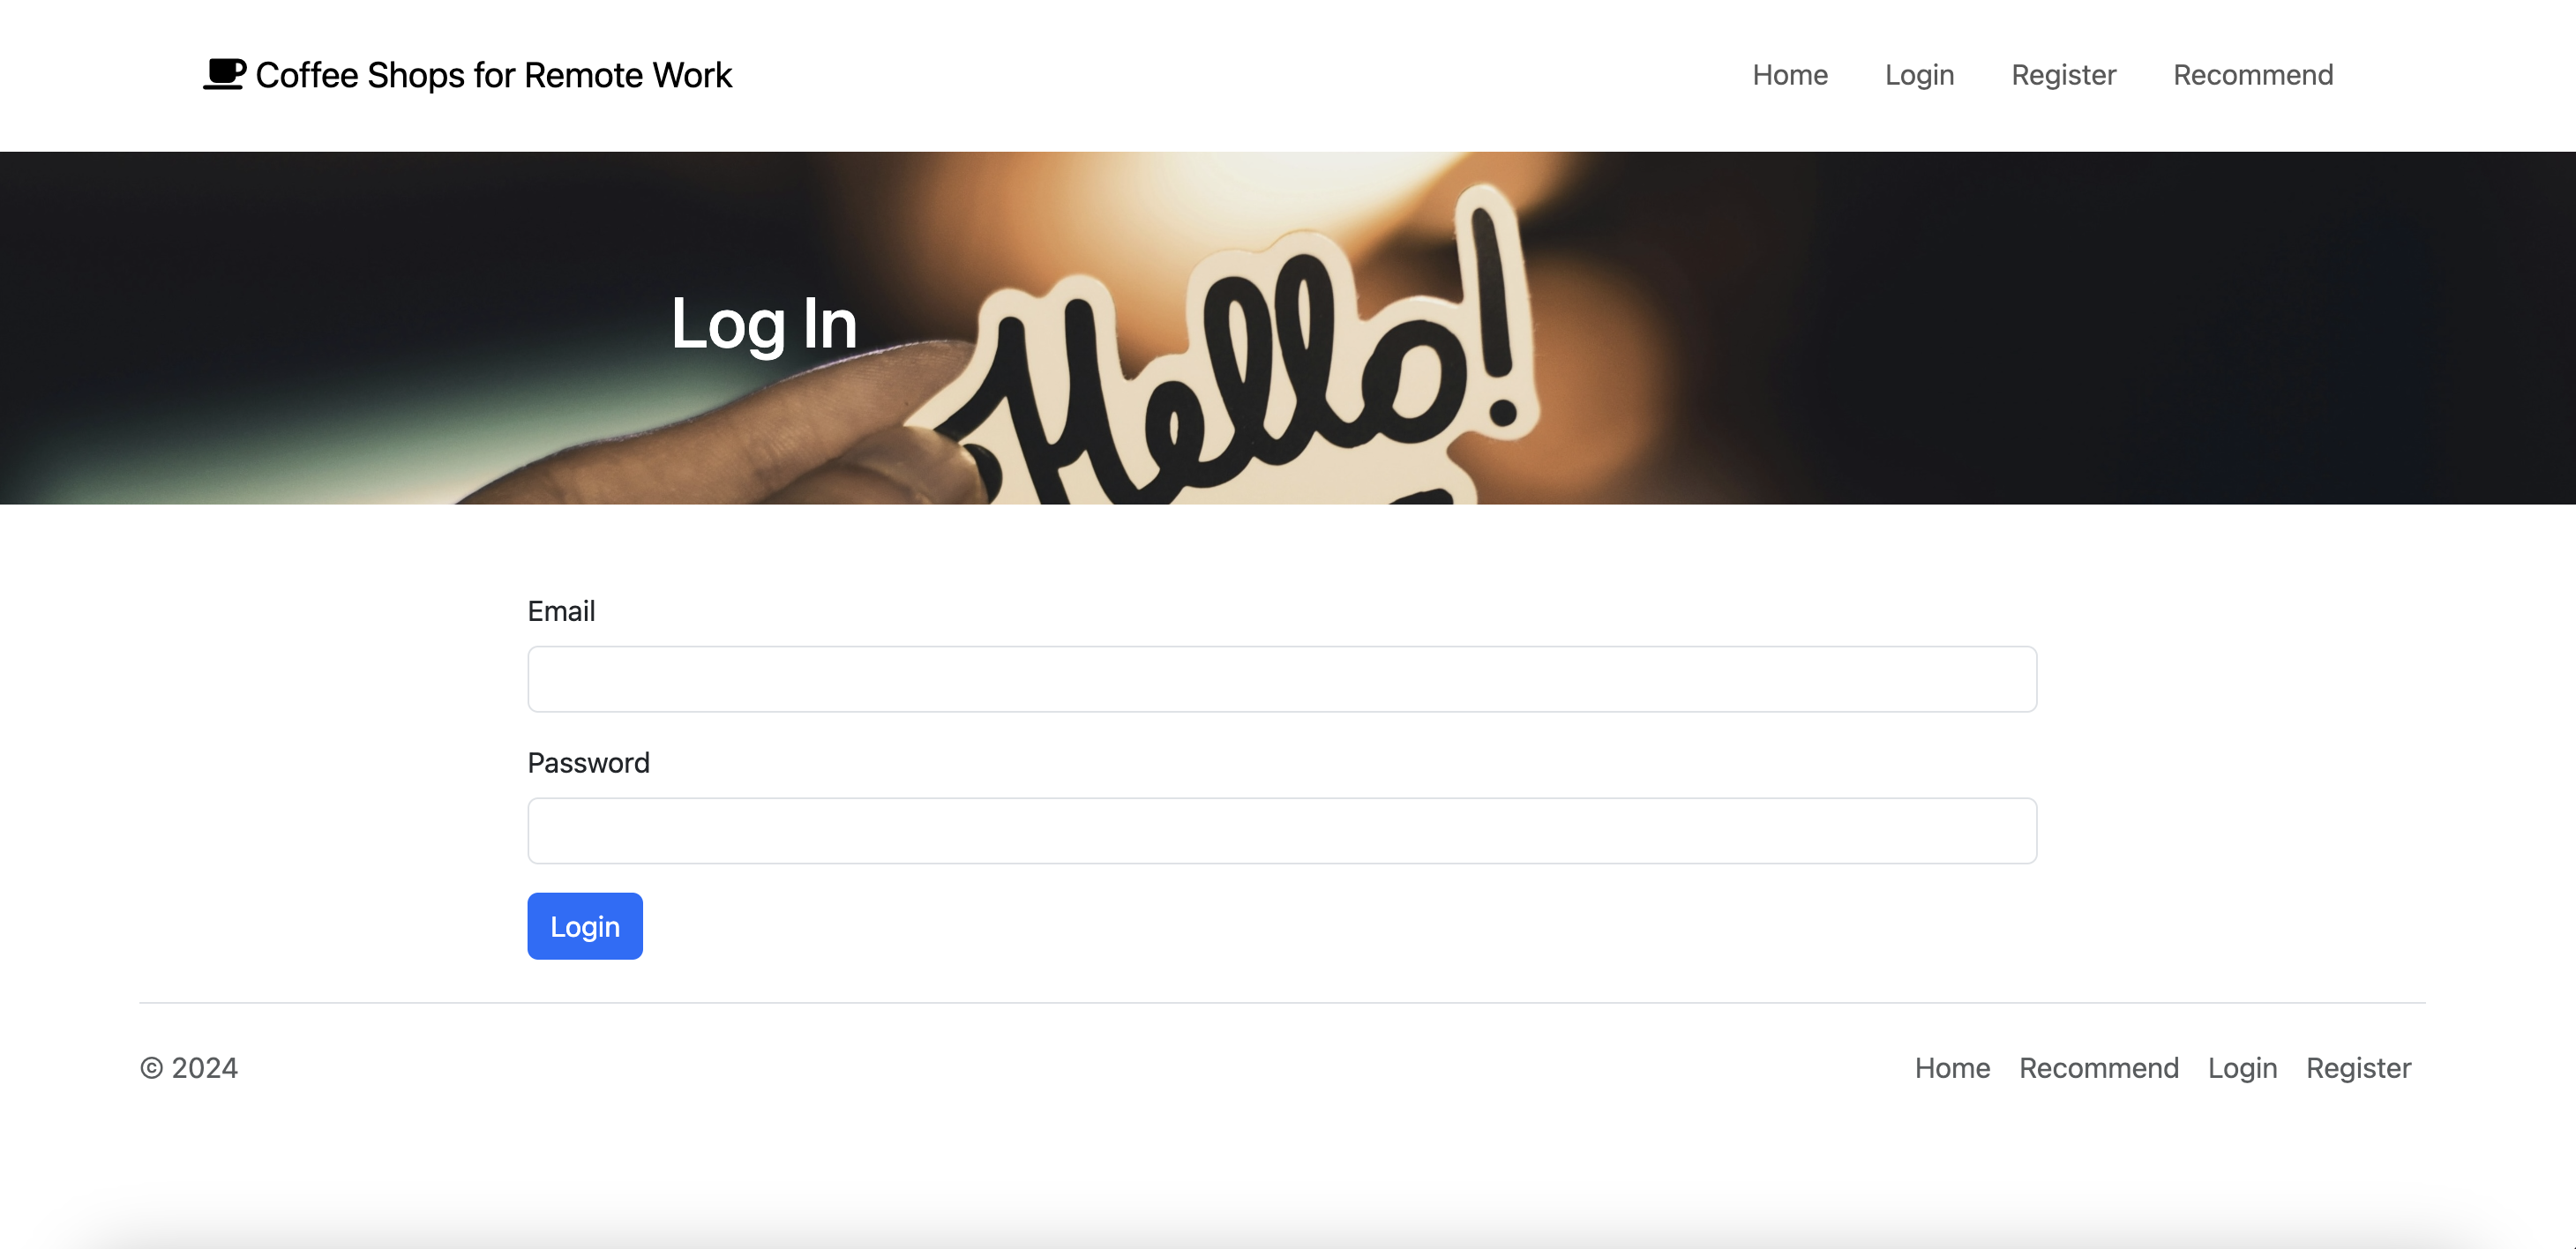 Coffee Shops for Remote Work
Home Login Register Recommend
Log In
Hello!
Email
Password
Login
© 2024
Home Recommend Login Register